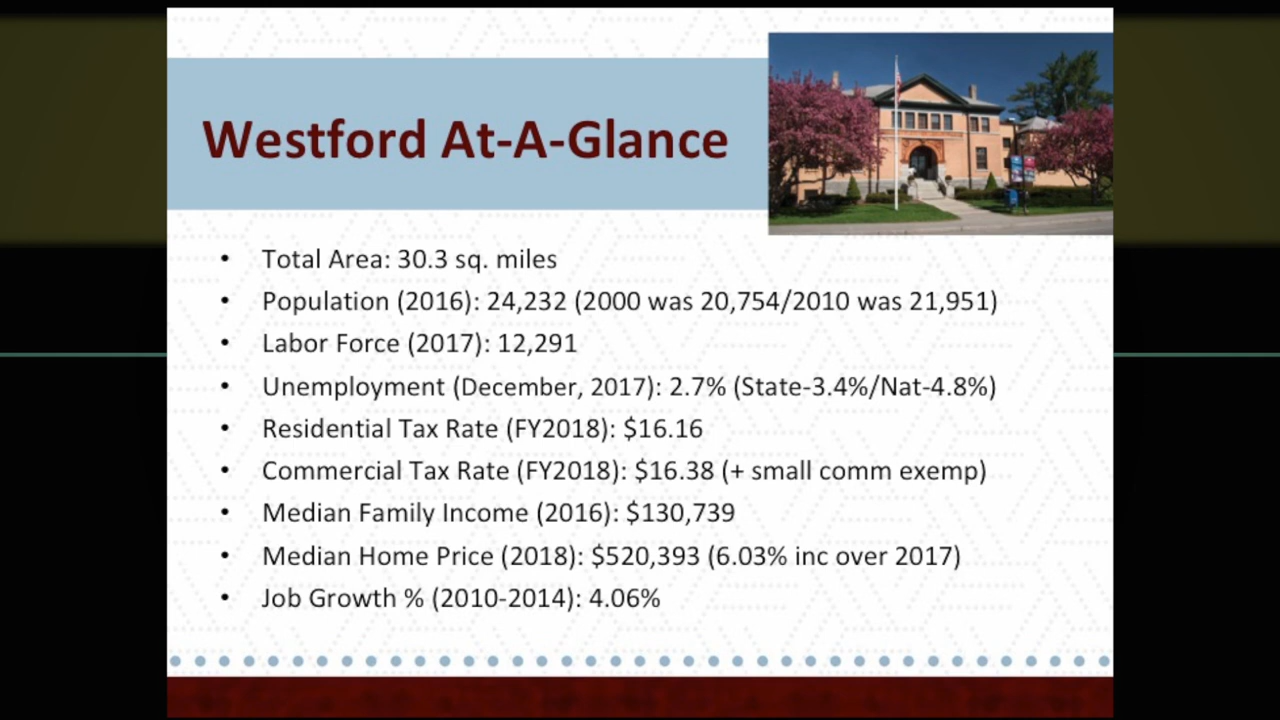 Westford At-A-Glance
• Total Area: 30.3 sq. miles
• Population (2016): 24,232 (2000 was 20,754/2010 was 21,951)
• Labor Force (2017): 12,291
• Unemployment (December, 2017): 2.7% (State-3.4%/Nat-4.8%)
• Residential Tax Rate (FY2018): $16.16
• Commercial Tax Rate (FY2018): $16.38 (+ small comm exemp)
• Median Family Income (2016): $130,739
• Median Home Price (2018): $520,393 (6.03% inc over 2017)
• Job Growth % (2010-2014): 4.06%